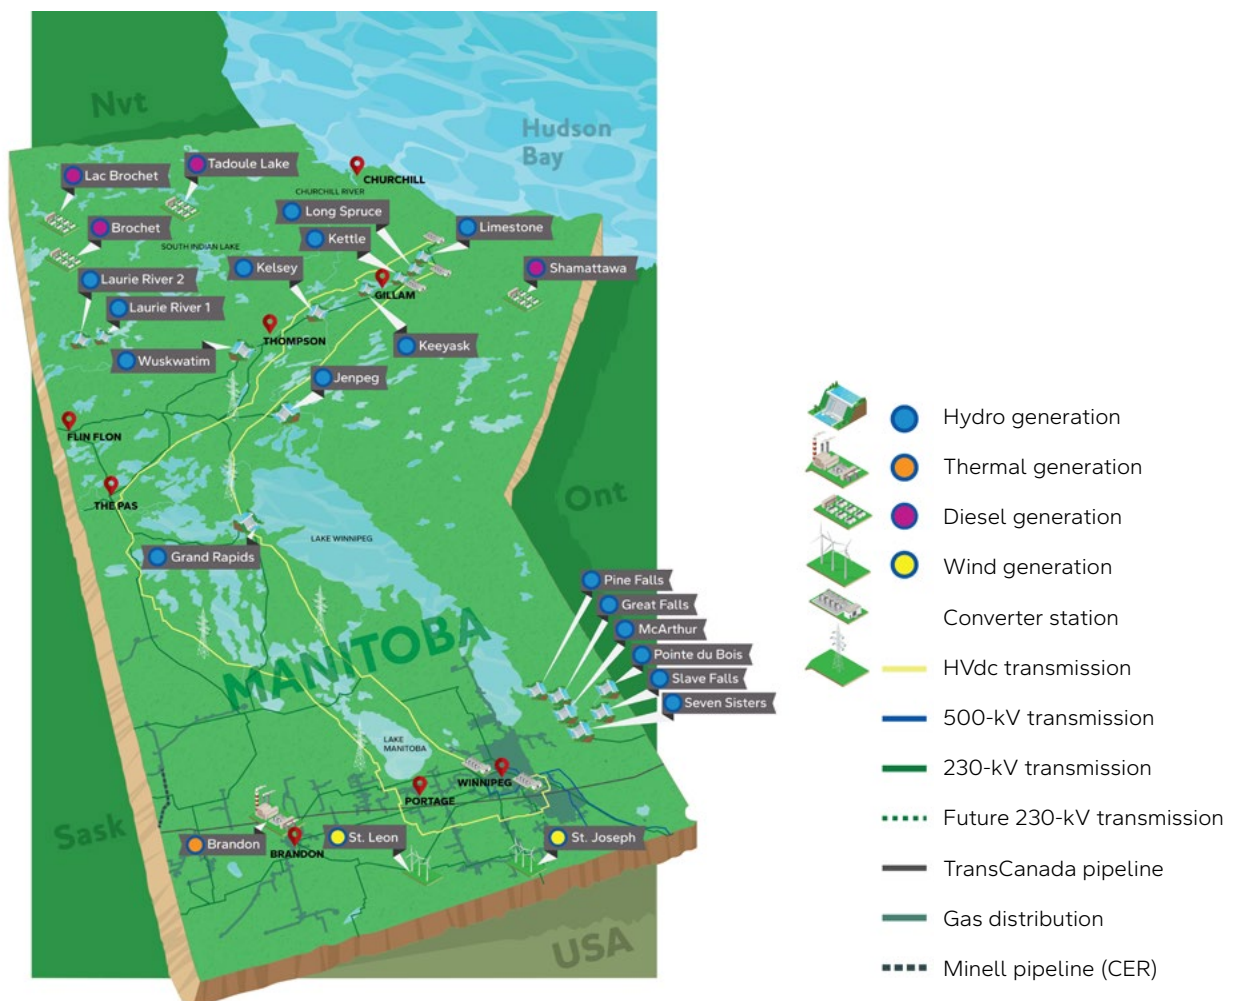 Nvt
Hudson
Bay
Tadoule Lake
Lac Brochet
CHURCHILL
CHURCHILL RIVER
Long Spruce
Brochet
Limestone
Kettle
SOUTH INDIAN LAKE
Kelsey
Shamattawa
Laurie River 2
GILLAM
Laurie River 1
THOMPSON
Keeyask
Wuskwatim
Jenpeg
FLIN FLON
THE PAS
Ont
LAKE WINNIPEG
Grand Rapids
Pine Falls
Great Falls
McArthur
MANITOBA
Pointe du Bois
Slave Falls
Seven Sisters
LAKE
MANITOBA
WINNIPEG
PORTAGE
Sask
Brandon
BRANDON
St. Leon
St. Joseph
USA
Hydro generation
Thermal generation
Diesel generation
Wind generation
Converter station
HVdc transmission
500-kV transmission
230-kV transmission
Future 230-kV transmission
TransCanada pipeline
Gas distribution
Minell pipeline (CER)